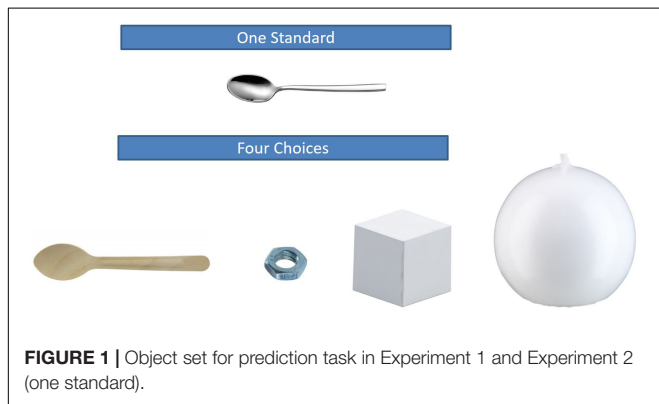 One Standard
Four Choices
FIGURE 1 | Object set for prediction task in Experiment 1 and Experiment 2
(one standard).